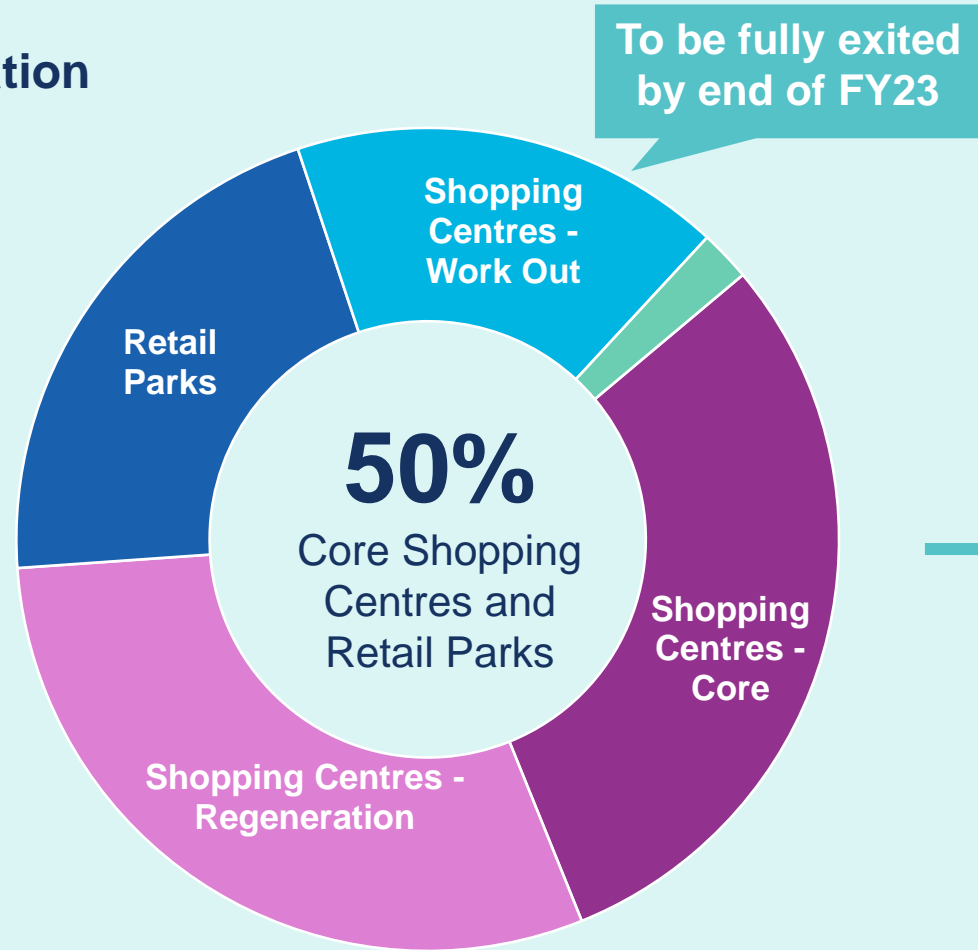 tion
To be fully exited
by end of FY23
Shopping
Centres -
Work Out
Retail
Parks
50%
Core Shopping
Centres and
Retail Parks
Shopping
Centres -
Core
Shopping Centres -
Regeneration